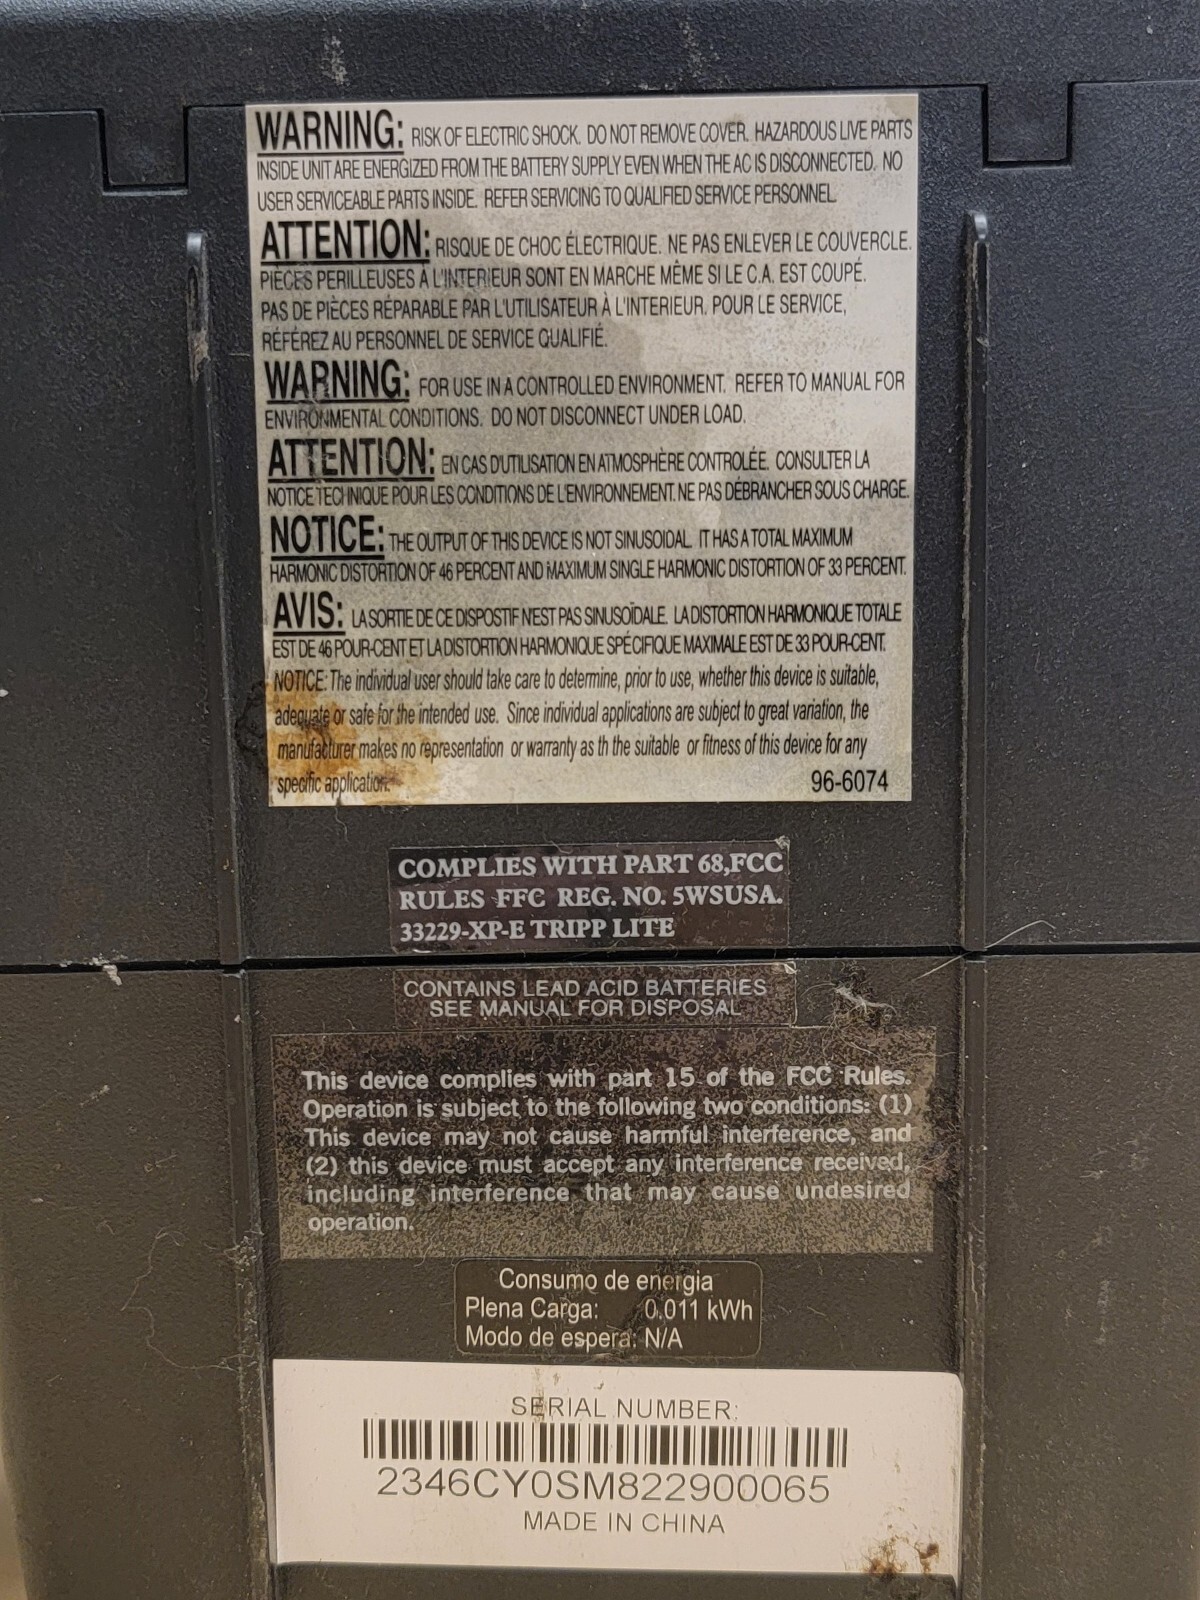 WARNING: RISK OF ELECTRIC SHOCK. DO NOT REMOVE COVER. HAZARDOUS LIVE PARTS
INSIDE UNIT ARE ENERGIZED FROM THE BATTERY SUPPLY EVEN WHEN THE AC IS DISCONNECTED. NO
USER SERVICEABLE PARTS INSIDE. REFER SERVICING TO QUALIFIED SERVICE PERSONNEL.
ATTENTION: RISQUE DE CHOC ÉLECTRIQUE. NE PAS ENLEVER LE COUVERCLE.
PIÈCES PERILLEUSES À L'INTERIEUR SONT EN MARCHE MÊME SI LE C.A. EST COUPÉ.
PAS DE PIÈCES RÉPARABLE PAR L'UTILISATEUR À L'INTERIEUR. POUR LE SERVICE,
RÉFÉREZ AU PERSONNEL DE SERVICE QUALIFIÉ.
WARNING: FOR USE IN A CONTROLLED ENVIRONMENT. REFER TO MANUAL FOR
ENVIRONMENTAL CONDITIONS. DO NOT DISCONNECT UNDER LOAD.
ATTENTION: EN CAS D'UTILISATION EN ATMOSPHÈRE CONTROLÉE. CONSULTER LA
NOTICE TECHNIQUE POUR LES CONDITIONS DE L'ENVIRONNEMENT. NE PAS DÉBRANCHER SOUS CHARGE.
NOTICE: THE OUTPUT OF THIS DEVICE IS NOT SINUSOIDAL. IT HAS A TOTAL MAXIMUM
HARMONIC DISTORTION OF 46 PERCENT AND MAXIMUM SINGLE HARMONIC DISTORTION OF 33 PERCENT.
AVIS: LA SORTIE DE CE DISPOSTIF N'EST PAS SINUSOÏDALE. LA DISTORTION HARMONIQUE TOTALE
EST DE 46 POUR-CENT ET LA DISTORTION HARMONIQUE SPÉCIFIQUE MAXIMALE EST DE 33 POUR-CENT.
NOTICE: The individual user should take care to determine, prior to use, whether this device is suitable,
adequate or safe for the intended use. Since individual applications are subject to great variation, the
manufacturer makes no representation or warranty as th the suitable or fitness of this device for any
specific application.
96-6074
COMPLIES WITH PART 68,FCC
RULES FFC REG. NO. 5WSUSA.
33229-XP-E TRIPP LITE
CONTAINS LEAD ACID BATTERIES
SEE MANUAL FOR DISPOSAL
This device complies with part 15 of the FCC Rules.
Operation is subject to the following two conditions: (1)
This device may not cause harmful interference, and
(2) this device must accept any interference received,
including interference that may cause undesired
operation.
Consumo de energia
Plena Carga: 0.011 kWh
Modo de espera: N/A
SERIAL NUMBER:
2346CY0SM822900065
MADE IN CHINA